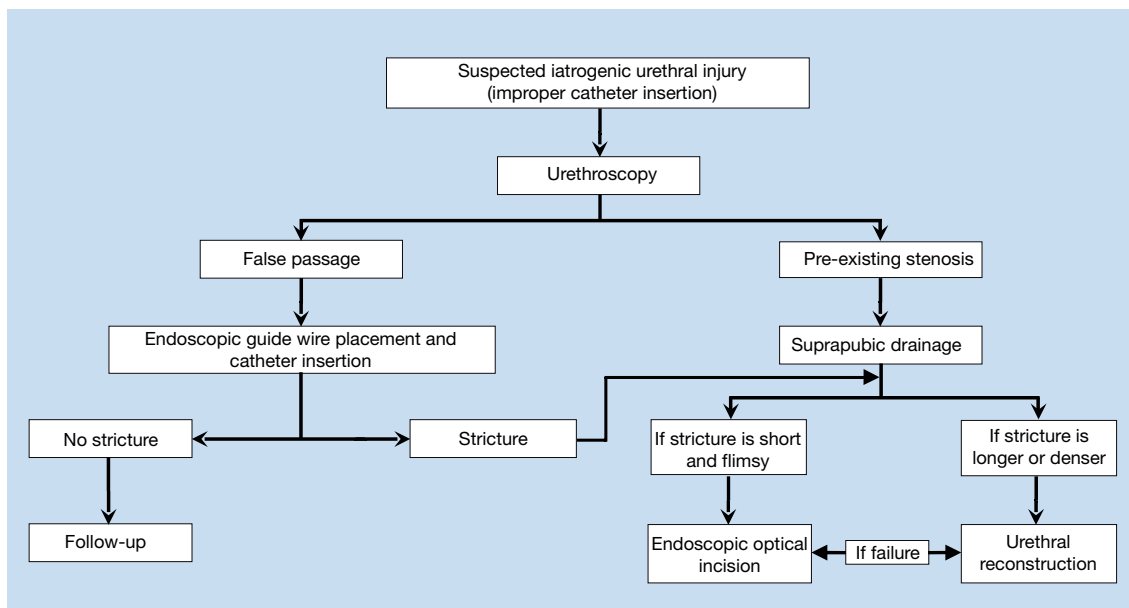 Suspected iatrogenic urethral injury
(improper catheter insertion)
Urethroscopy
False passage
Pre-existing stenosis
Endoscopic guide wire placement and
catheter insertion
Suprapubic drainage
No stricture
Stricture
If stricture is short
and flimsy
If stricture is
longer or denser
Follow-up
Endoscopic optical
incision
If failure
Urethral
reconstruction